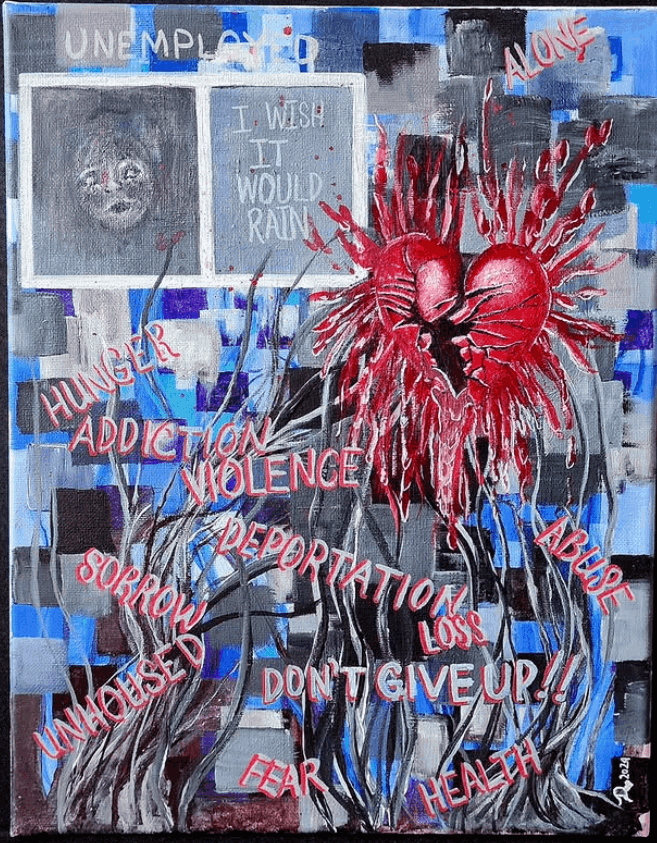 UNEMPLOYED
ALONE
I WISH
IT
WOULD
RAIN
HUNGER
ADDICTION
VIOLENCE
DEPORTATION
ABUSE
SORROW
LOSS
UNHOUSED
DON'T GIVE UP!!
FEAR
HEALTH
2024